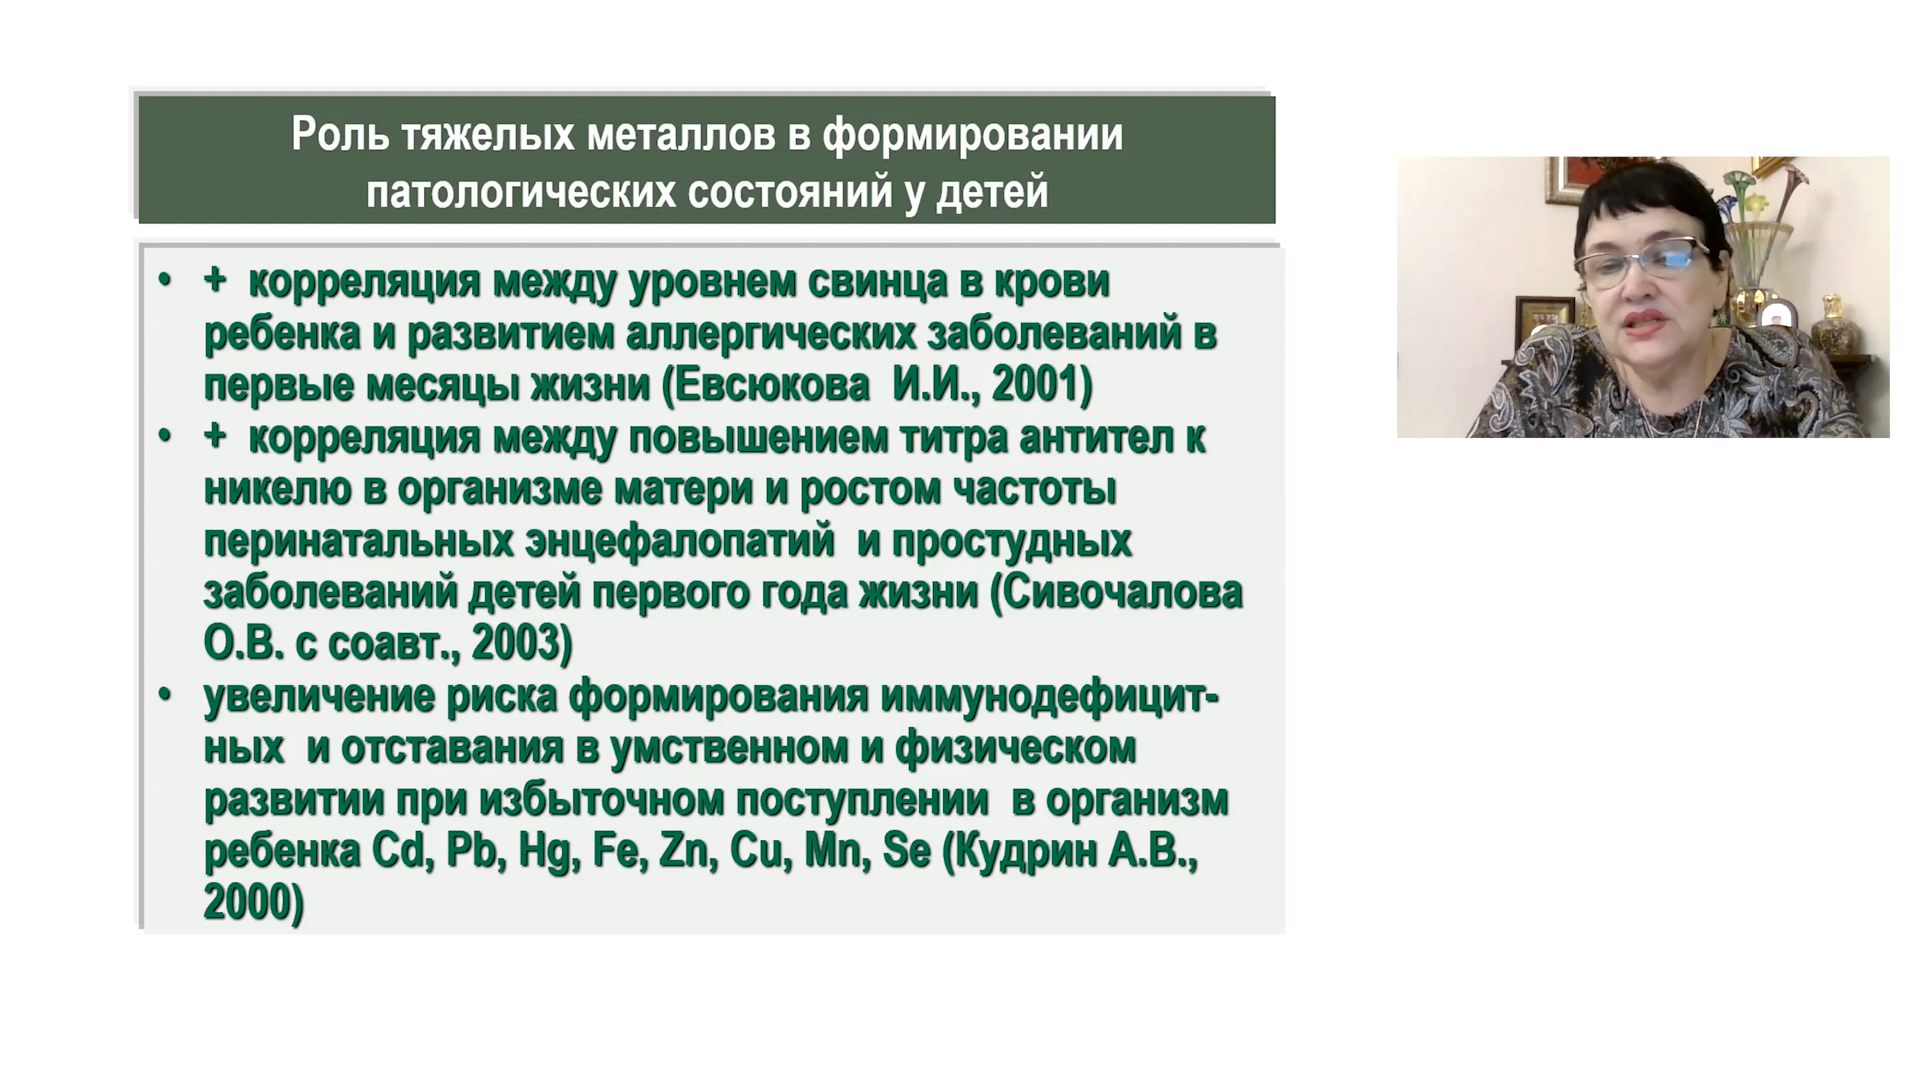 Роль тяжелых металлов в формировании
патологических состояний у детей
• + корреляция между уровнем свинца в крови
ребенка и развитием аллергических заболеваний в
первые месяцы жизни (Евсюкова И.И., 2001)
• + корреляция между повышением титра антител к
никелю в организме матери и ростом частоты
перинатальных энцефалопатий и простудных
заболеваний детей первого года жизни (Сивочалова
О.В. с соавт., 2003)
• увеличение риска формирования иммунодефицит-
ных и отставания в умственном и физическом
развитии при избыточном поступлении в организм
ребенка Cd, Pb, Hg, Fe, Zn, Cu, Mn, Se (Кудрин А.В.,
2000)